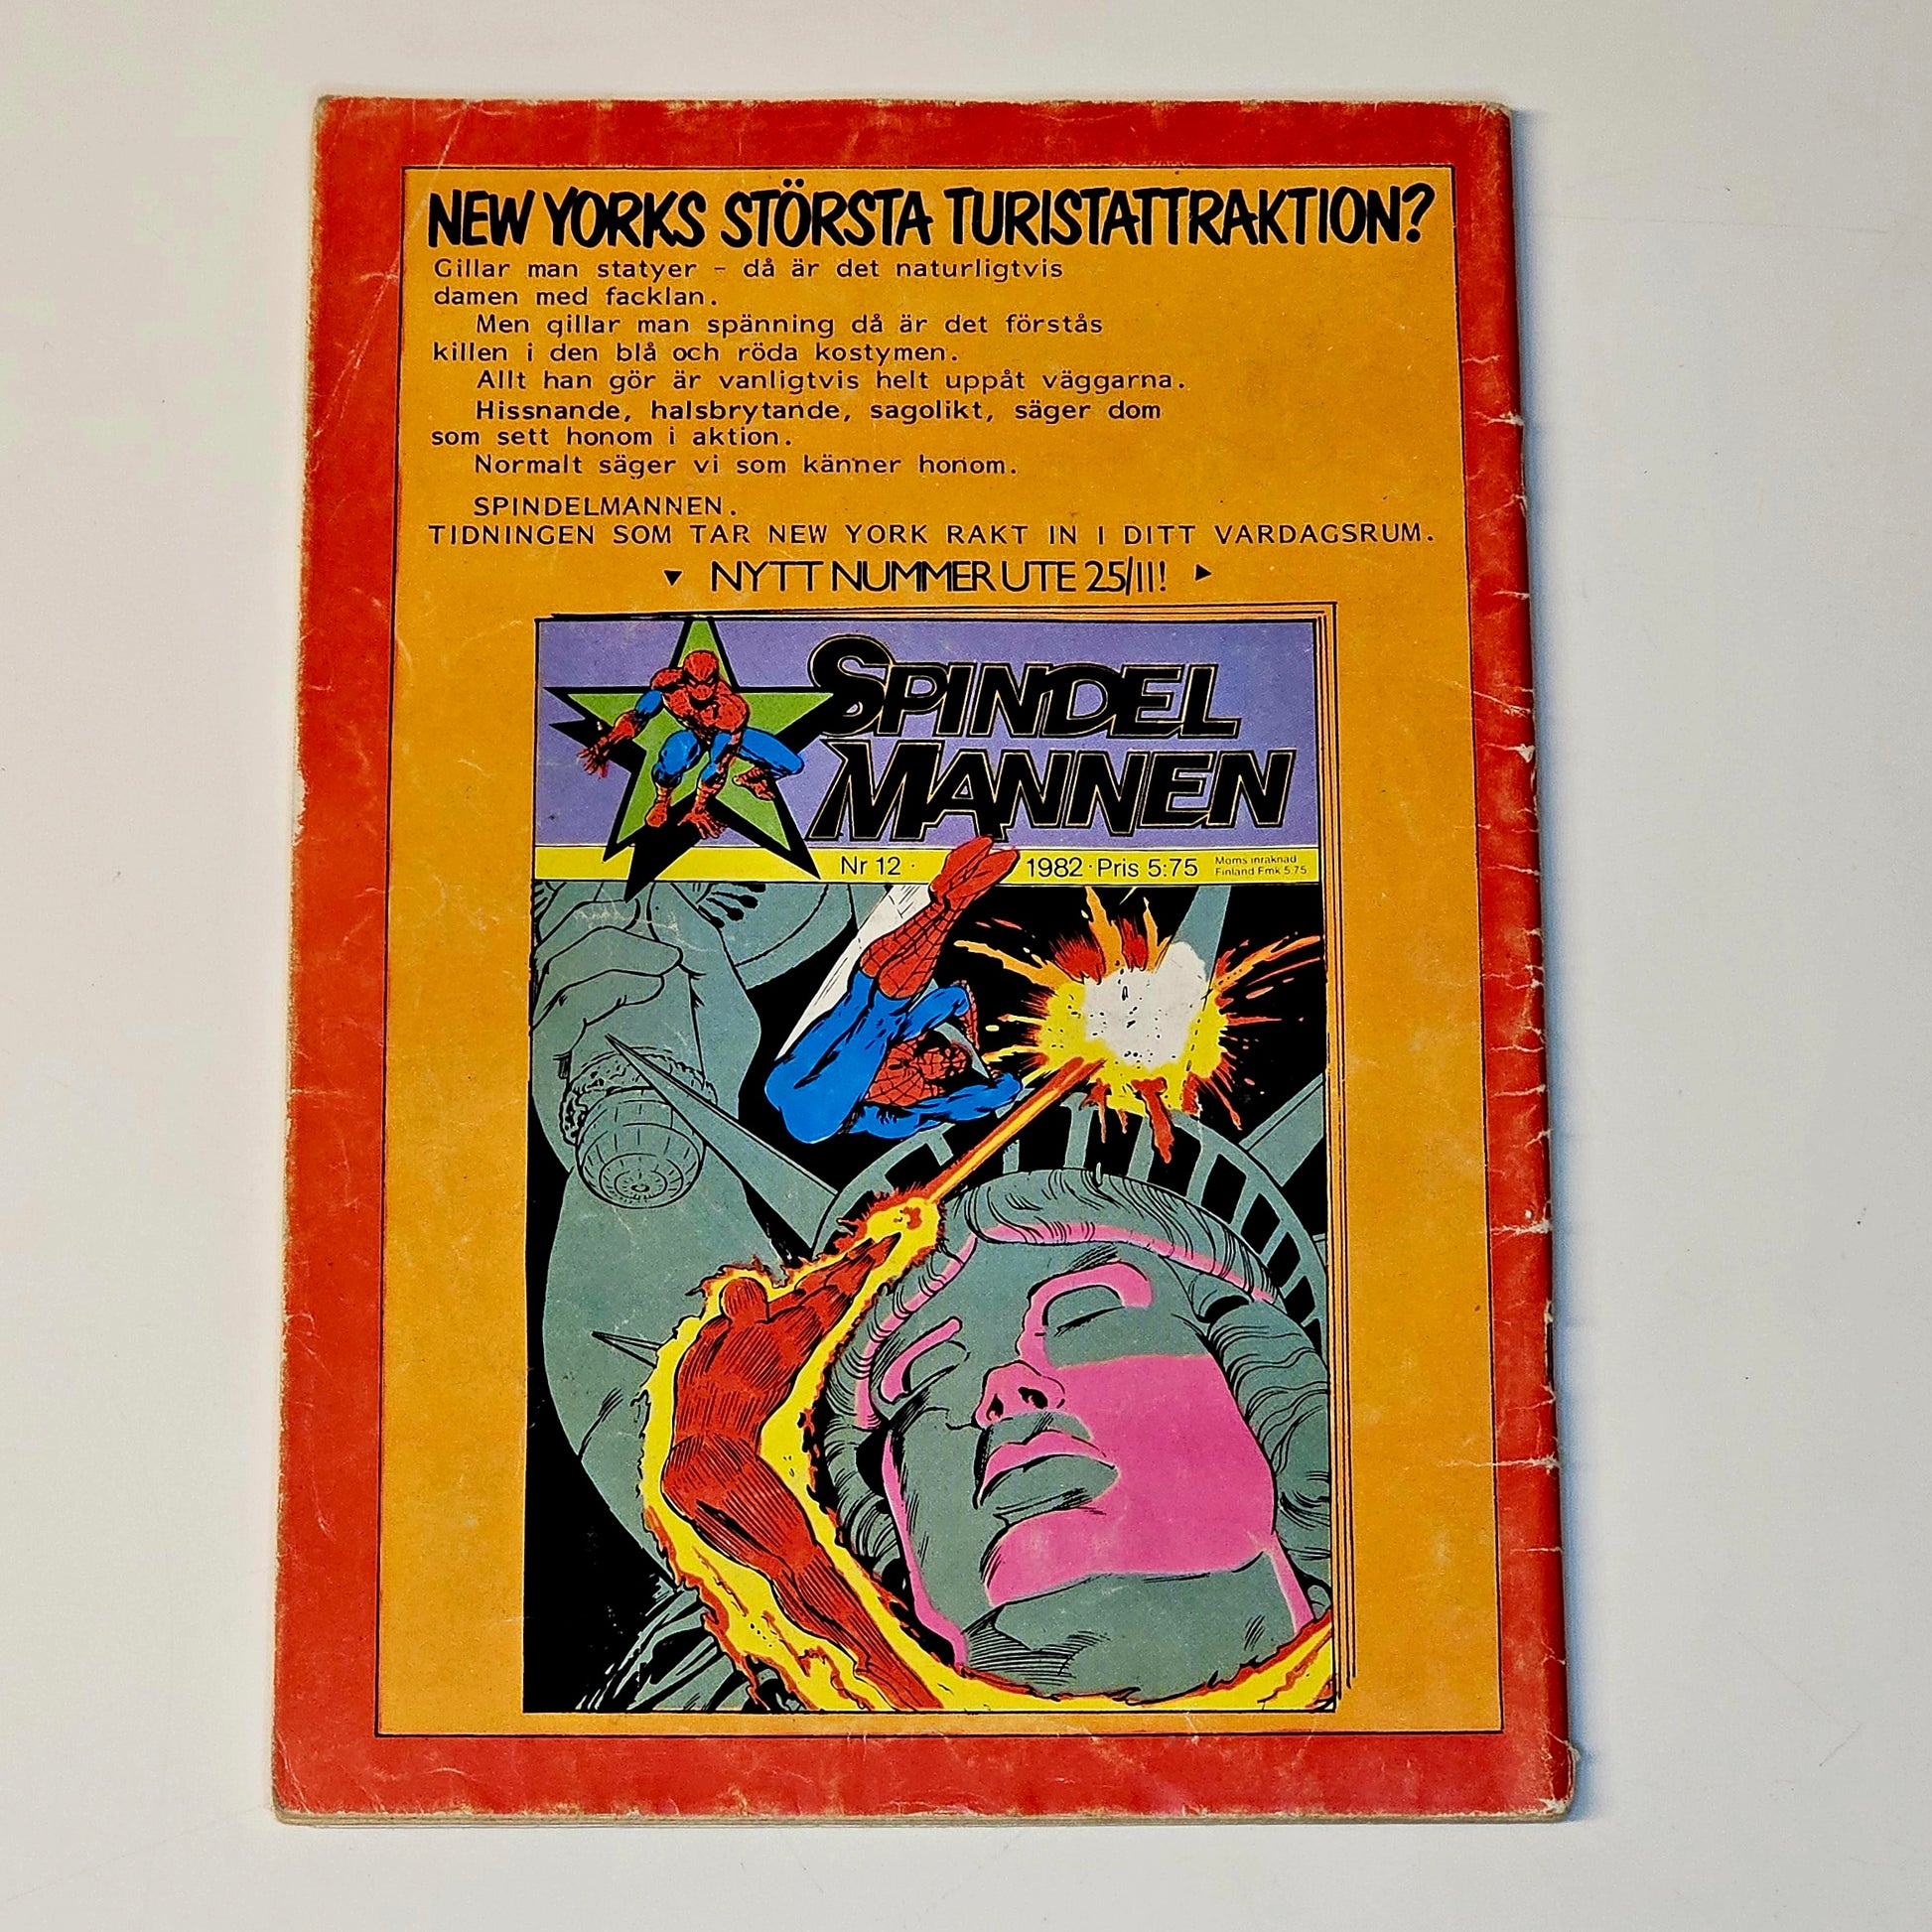 NEW YORKS STÖRSTA TURISTATTRAKTION?
Gillar man statyer - då är det naturligtvis
damen med facklan.
Men gillar man spänning då är det förstås
killen i den blå och röda kostymen.
Allt han gör är vanligtvis helt uppåt väggarna.
Hissnande, halsbrytande, sagolikt, säger dom
som sett honom i aktion.
Normalt säger vi som känner honom.
SPINDELMANNEN.
TIDNINGEN SOM TAR NEW YORK RAKT IN I DITT VARDAGSRUM.
NYTT NUMMER UTE 25/11!
SPINDEL
MANNEN
Nr 12 · 1982 · Pris 5:75
Moms inräknad
Finland Fmk 5.75